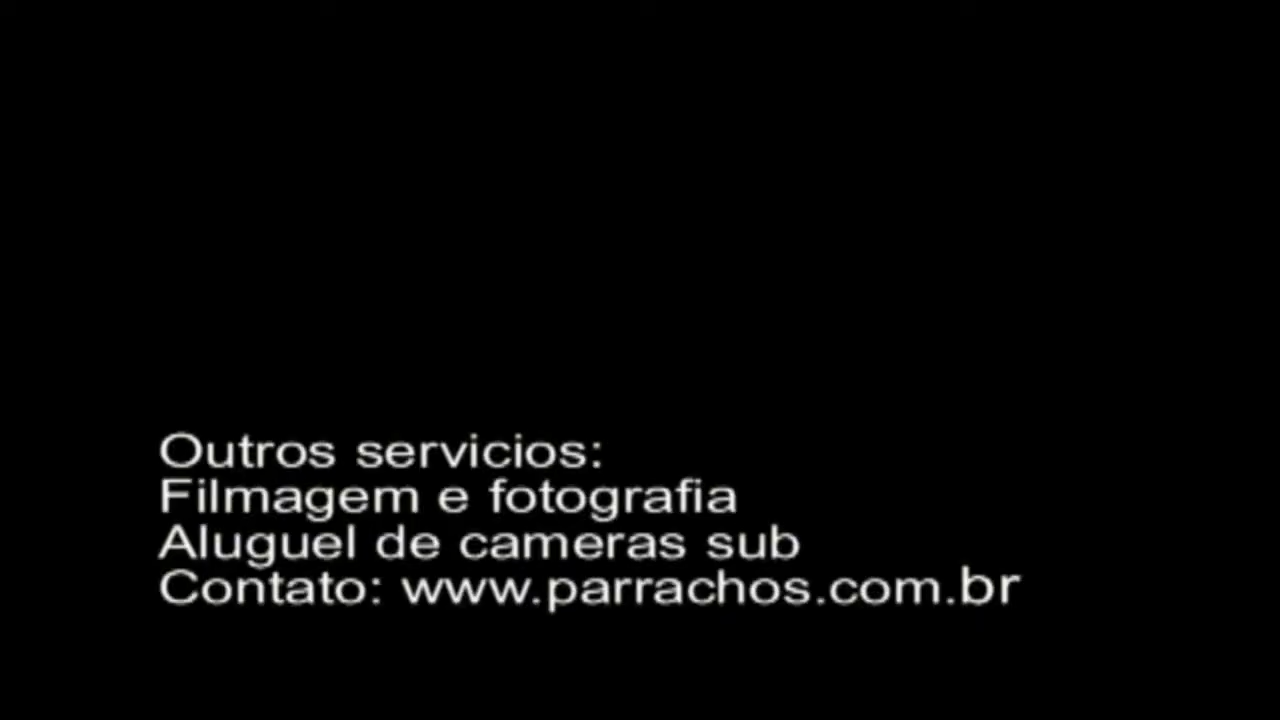 Outros servicios:
Filmagem e fotografia
Aluguel de cameras sub
Contato: www.parrachos.com.br